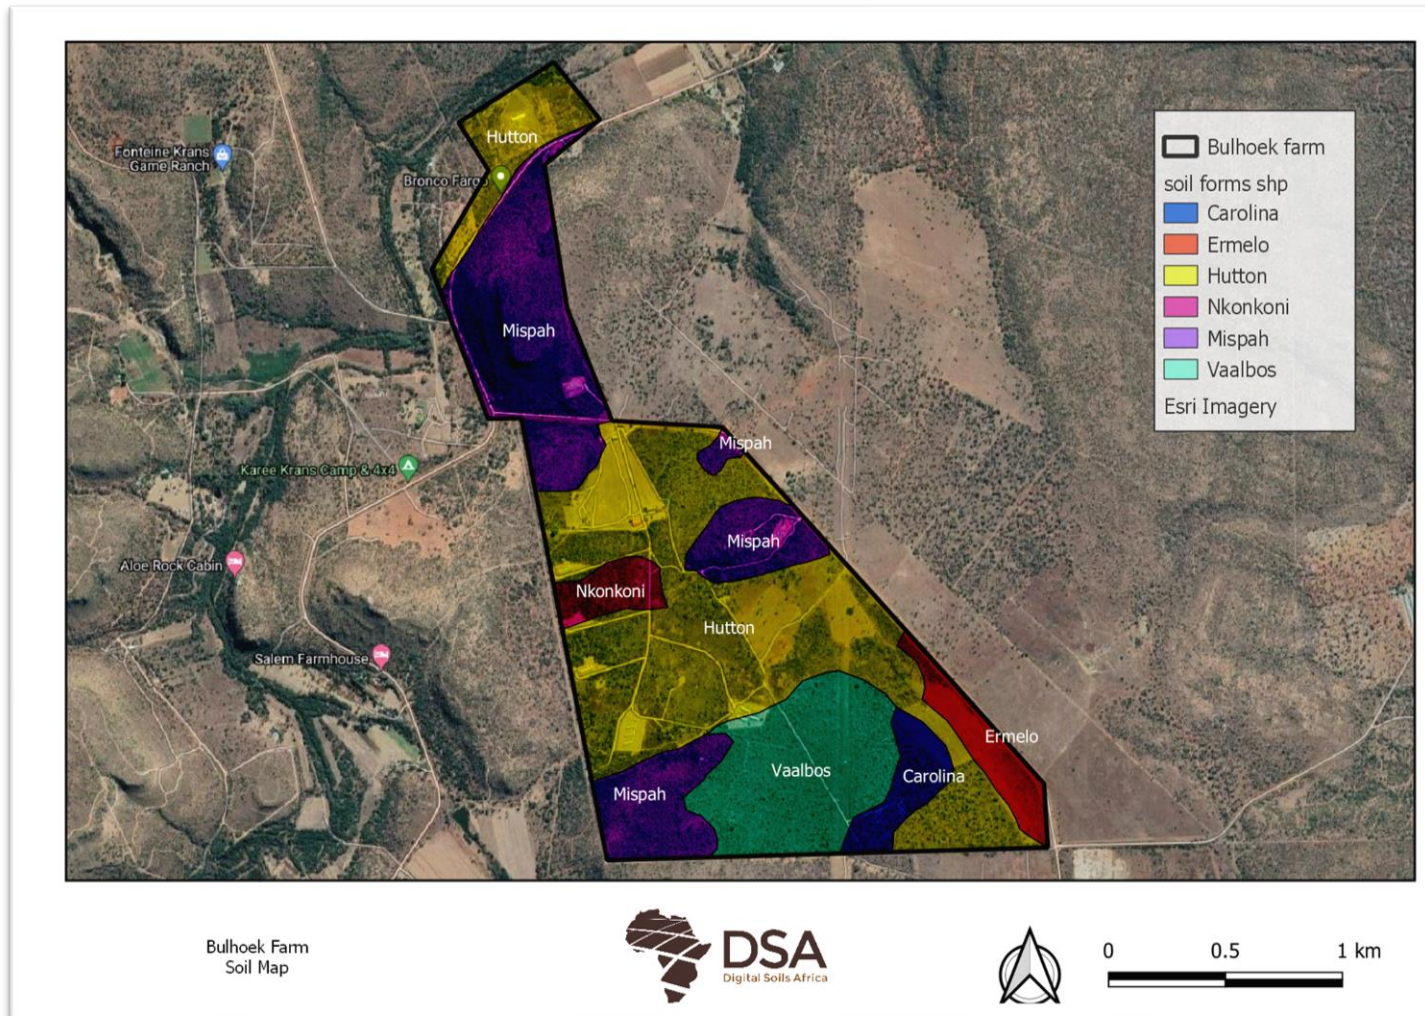 Hutton
Fonteine Krans
Game Ranch
Mispah
Mispah
Karee Krans Camp & 4x4
Mispah
Aloe Rock Cabin
Nkonkoni
Hutton
Salem Farmhouse
Ermelo
Vaalbos
Carolina
Mispah
Bulhoek farm
soil forms shp
Carolina
Ermelo
Hutton
Nkonkoni
Mispah
Vaalbos
Esri Imagery
Bulhoek Farm
Soil Map
DSA
Digital Soils Africa
0 0.5 1 km